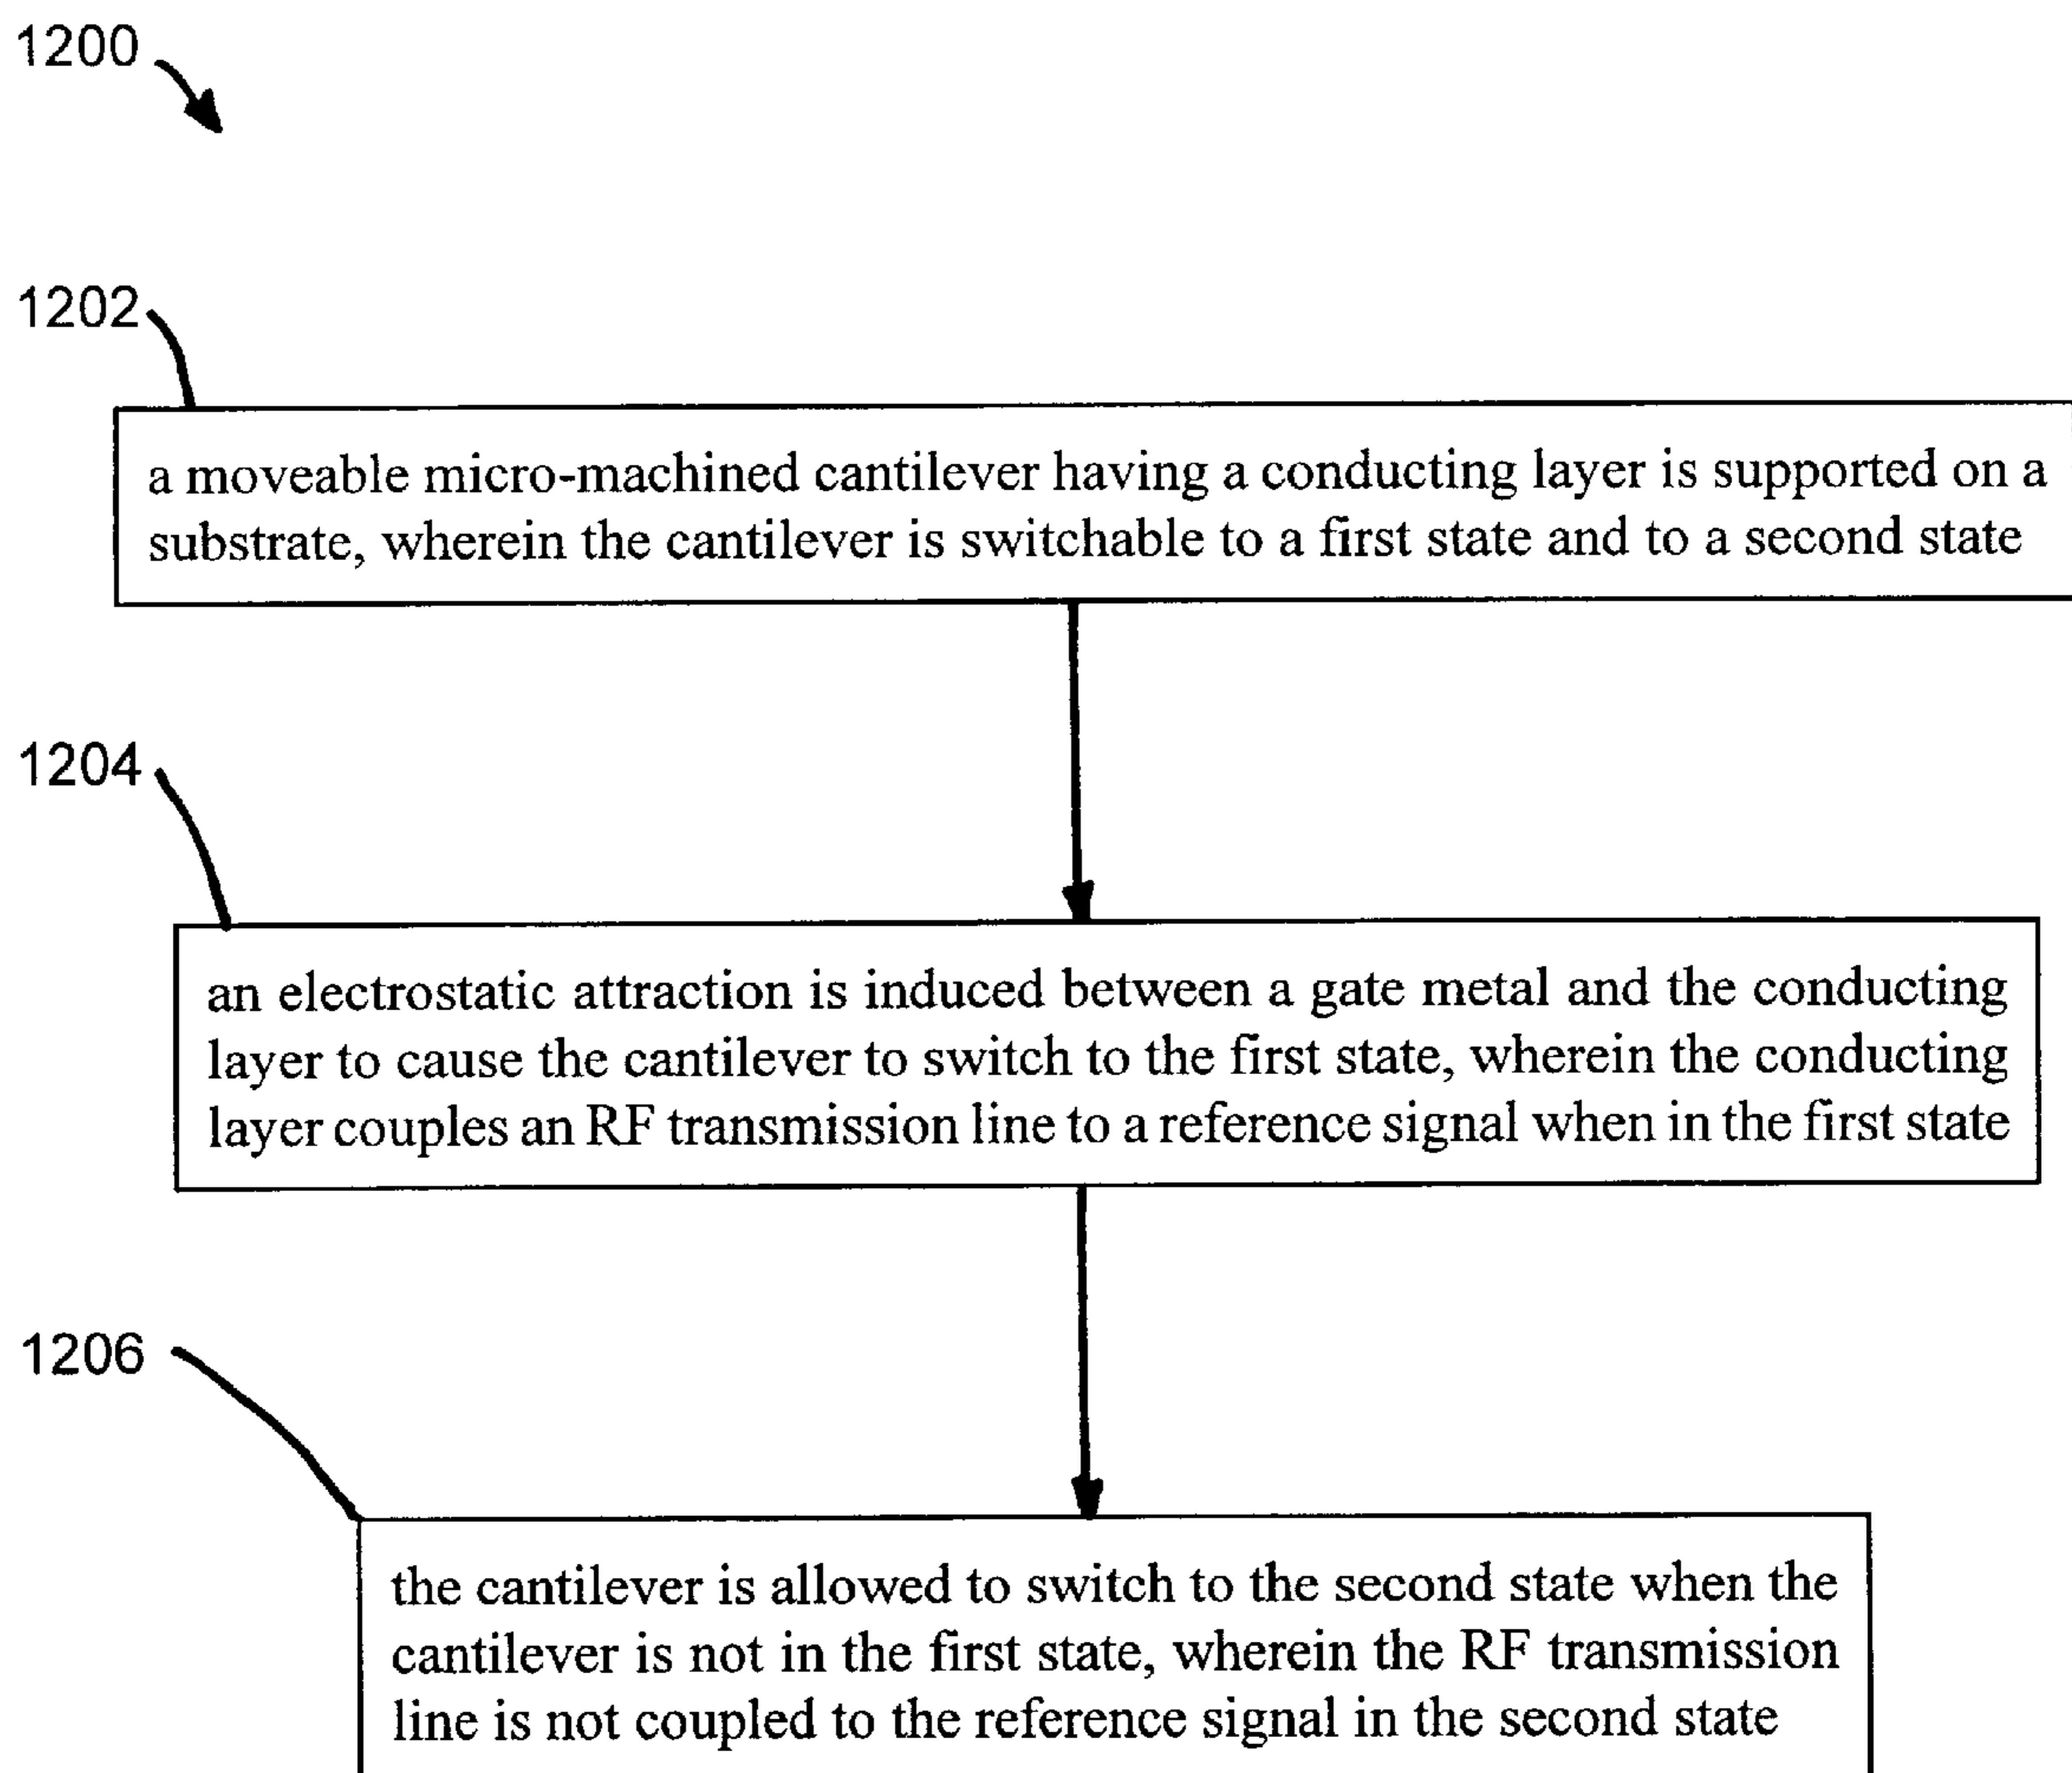 1200
1202
a moveable micro-machined cantilever having a conducting layer is supported on a
substrate, wherein the cantilever is switchable to a first state and to a second state
1204
an electrostatic attraction is induced between a gate metal and the conducting
layer to cause the cantilever to switch to the first state, wherein the conducting
layer couples an RF transmission line to a reference signal when in the first state
1206
the cantilever is allowed to switch to the second state when the
cantilever is not in the first state, wherein the RF transmission
line is not coupled to the reference signal in the second state